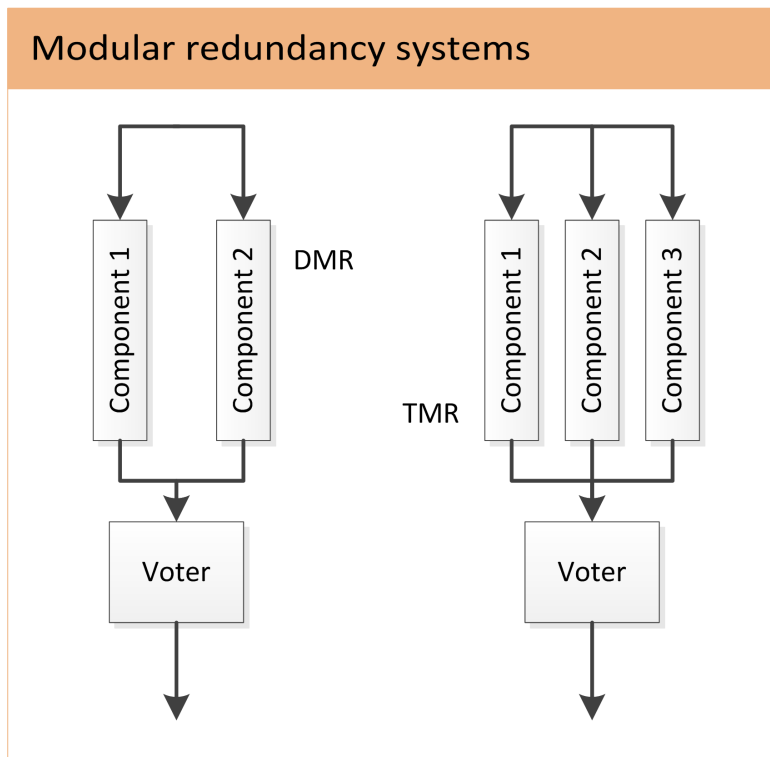 Modular redundancy systems
Component 1
Component 2
DMR
Voter
TMR
Component 1
Component 2
Component 3
Voter